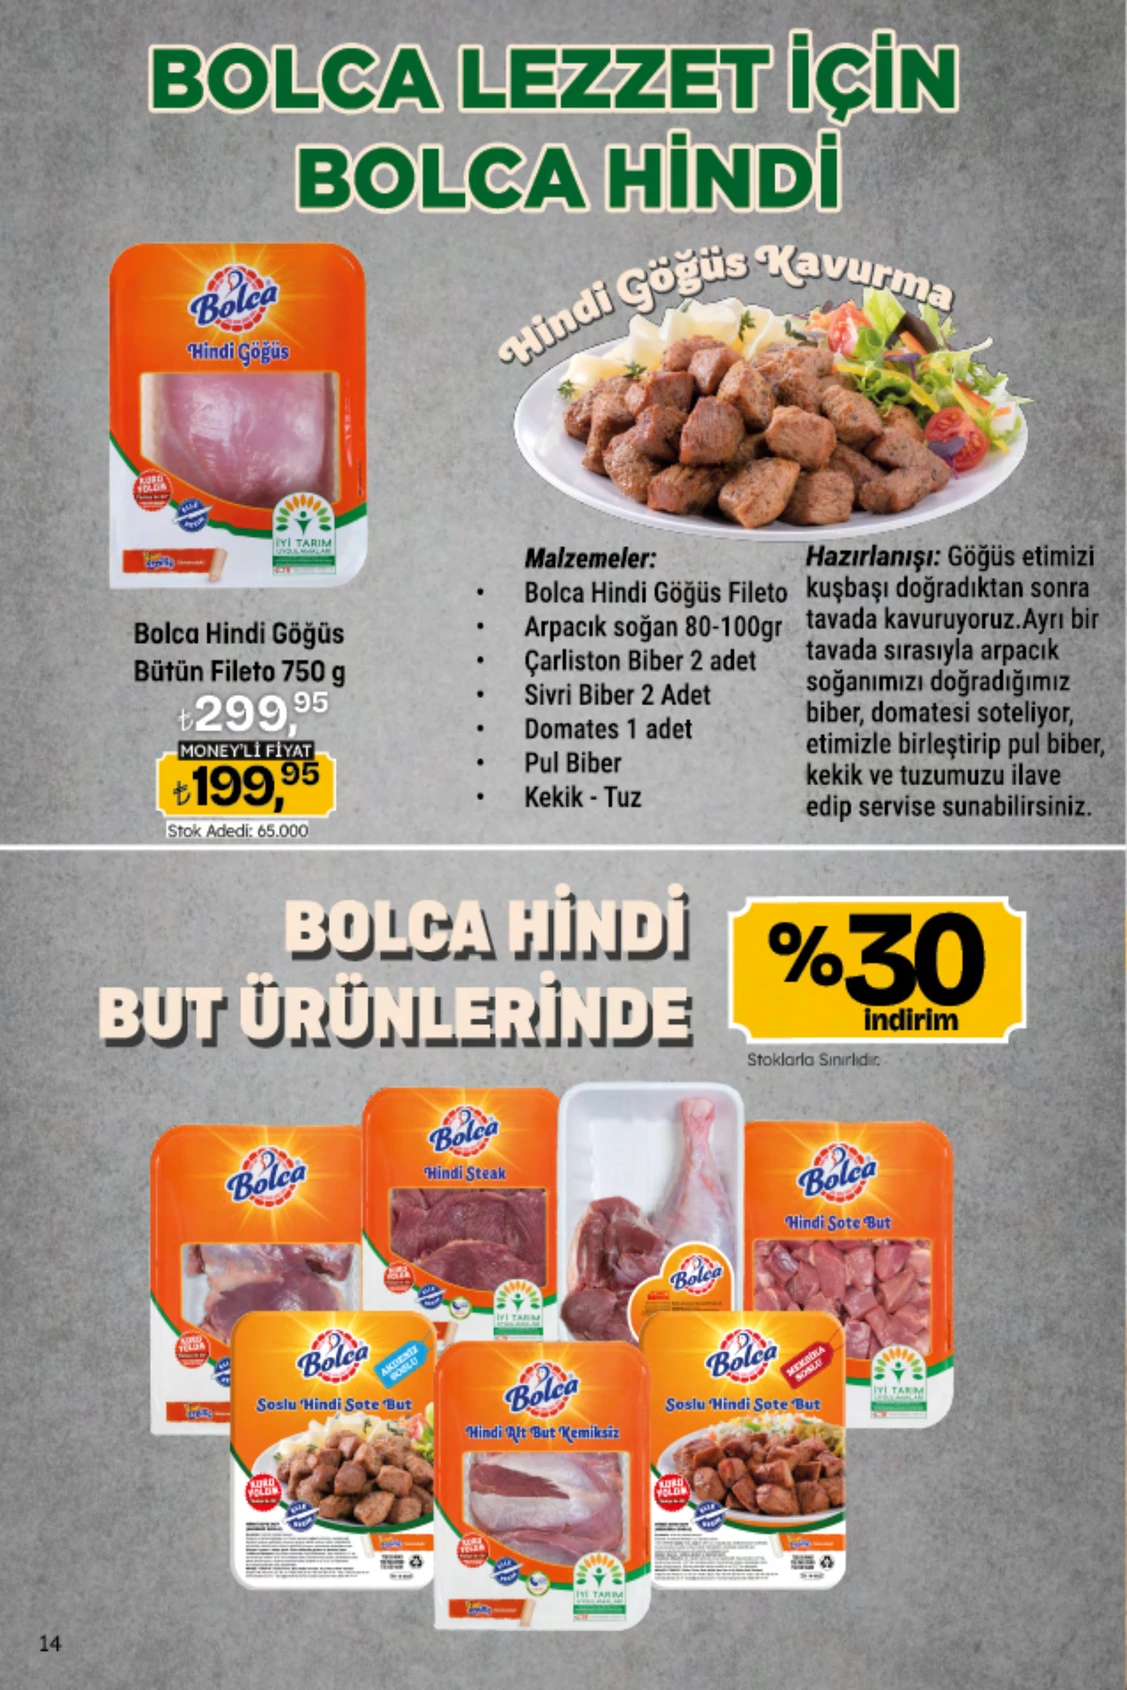 BOLCA LEZZET İÇİN
BOLCA HİNDİ
Bolca
Hindi Göğüs
KURU
YOLUM
ELLE
İYİ TARIM
UYGULAMALARI
Hindi Göğüs Kavurma
Bolca Hindi Göğüs
Bütün Fileto 750 g
₺299,95
MONEY'Lİ FİYAT
₺199,95
Stok Adedi: 65.000
Malzemeler:
• Bolca Hindi Göğüs Fileto
• Arpacık soğan 80-100gr
• Çarliston Biber 2 adet
• Sivri Biber 2 Adet
• Domates 1 adet
• Pul Biber
• Kekik - Tuz
Hazırlanışı: Göğüs etimizi
kuşbaşı doğradıktan sonra
tavada kavuruyoruz.Ayrı bir
tavada sırasıyla arpacık
soğanımızı doğradığımız
biber, domatesi soteliyor,
etimizle birleştirip pul biber,
kekik ve tuzumuzu ilave
edip servise sunabilirsiniz.
BOLCA HİNDİ
BUT ÜRÜNLERİNDE
%30
indirim
Stoklarla Sınırlıdır.
Bolca
Bolca
Hindi Steak
İYİ TARIM
UYGULAMALARI
Bolca
Bolca
Hindi Sote But
İYİ TARIM
UYGULAMALARI
Bolca
AKDENİZ
SOSLU
Soslu Hindi Sote But
Bolca
Hindi Alt But Kemiksiz
İYİ TARIM
UYGULAMALARI
Bolca
MEKSİKA
SOSLU
Soslu Hindi Sote But
14